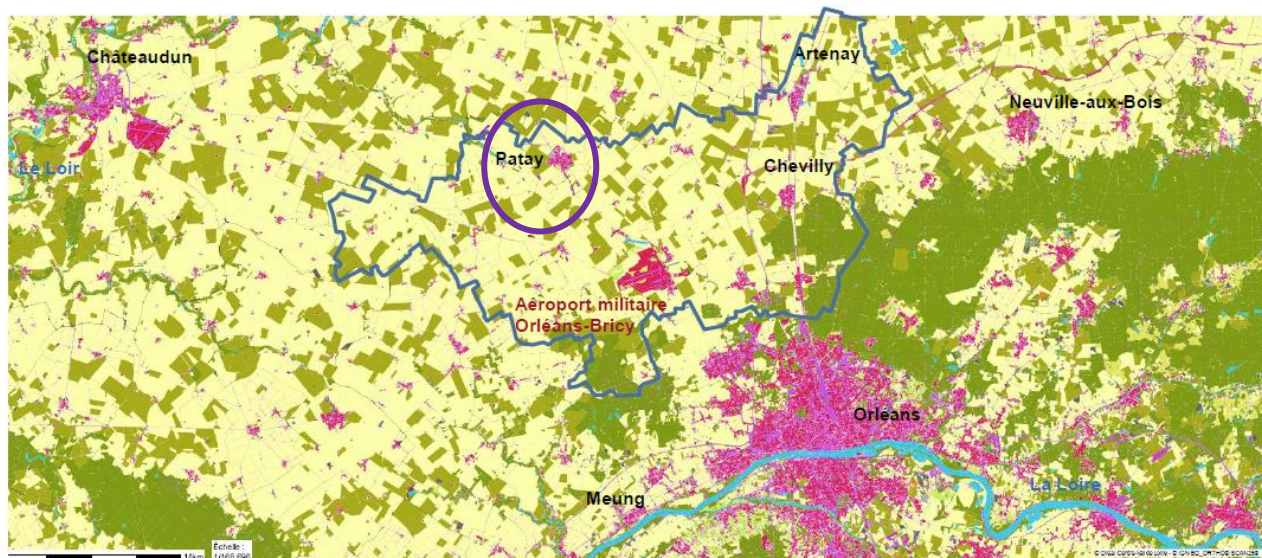 Châteaudun
Artenay
Neuville-aux-Bois
Patay
Chevilly
Le Loir
Aéroport militaire
Orléans-Bricy
Orléans
La Loire
Meung
Échelle :